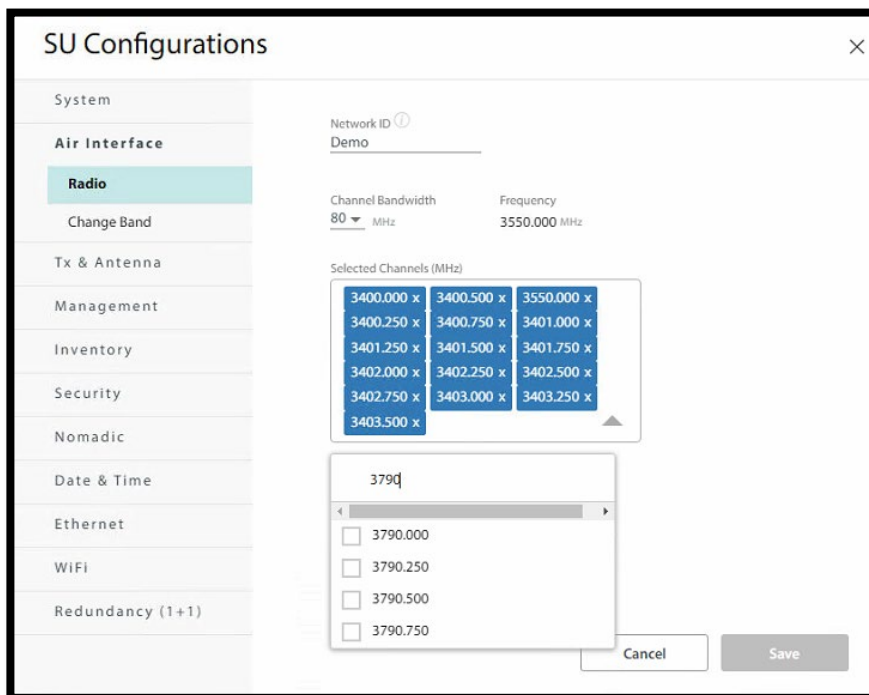 SU Configurations
System
Air Interface
Radio
Change Band
Tx & Antenna
Management
Inventory
Security
Nomadic
Date & Time
Ethernet
WiFi
Redundancy (1+1)
Network ID i
Demo
Channel Bandwidth Frequency
80 MHz 3550.000 MHz
Selected Channels (MHz)
3400.000 x 3400.500 x 3550.000 x
3400.250 x 3400.750 x 3401.000 x
3401.250 x 3401.500 x 3401.750 x
3402.000 x 3402.250 x 3402.500 x
3402.750 x 3403.000 x 3403.250 x
3403.500 x
3790
3790.000
3790.250
3790.500
3790.750
Cancel Save